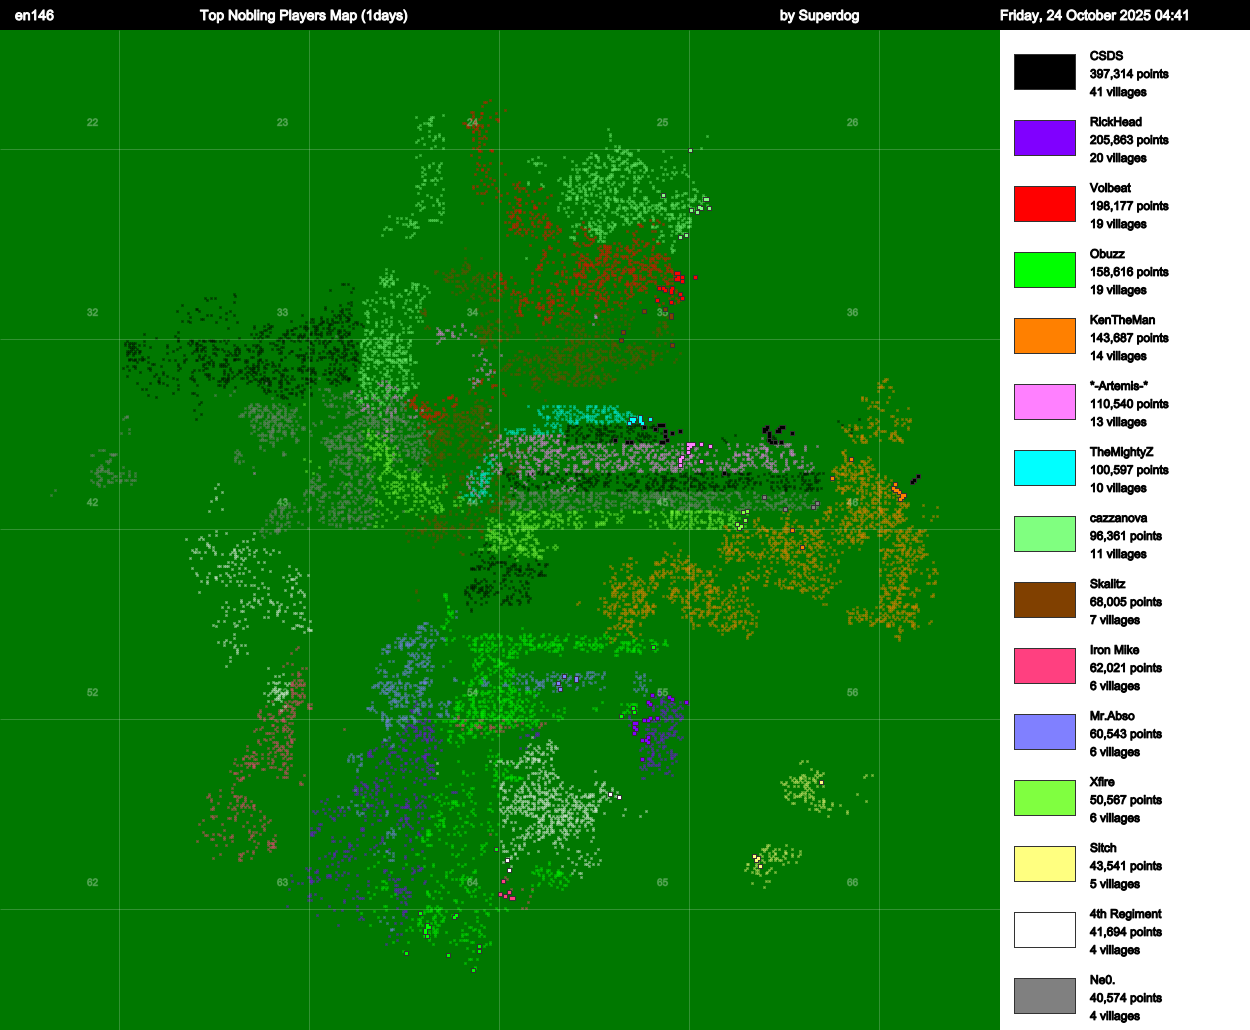 en146 Top Nobling Players Map (1days) by Superdog Friday, 24 October 2025 04:41
22 23 24 25 26
32 33 34 35 36
42 43 45 46
52 53 54 55 56
62 63 64 65 66
CSDS
397,314 points
41 villages
RickHead
205,863 points
20 villages
Volbeat
198,177 points
19 villages
Obuzz
158,616 points
19 villages
KenTheMan
143,687 points
14 villages
*-Artemis-*
110,540 points
13 villages
TheMightyZ
100,597 points
10 villages
cazzanova
96,361 points
11 villages
Skalitz
68,005 points
7 villages
Iron Mike
62,021 points
6 villages
Mr.Abso
60,543 points
6 villages
Xfire
50,567 points
6 villages
Sitch
43,541 points
5 villages
4th Regiment
41,694 points
4 villages
Ne0.
40,574 points
4 villages